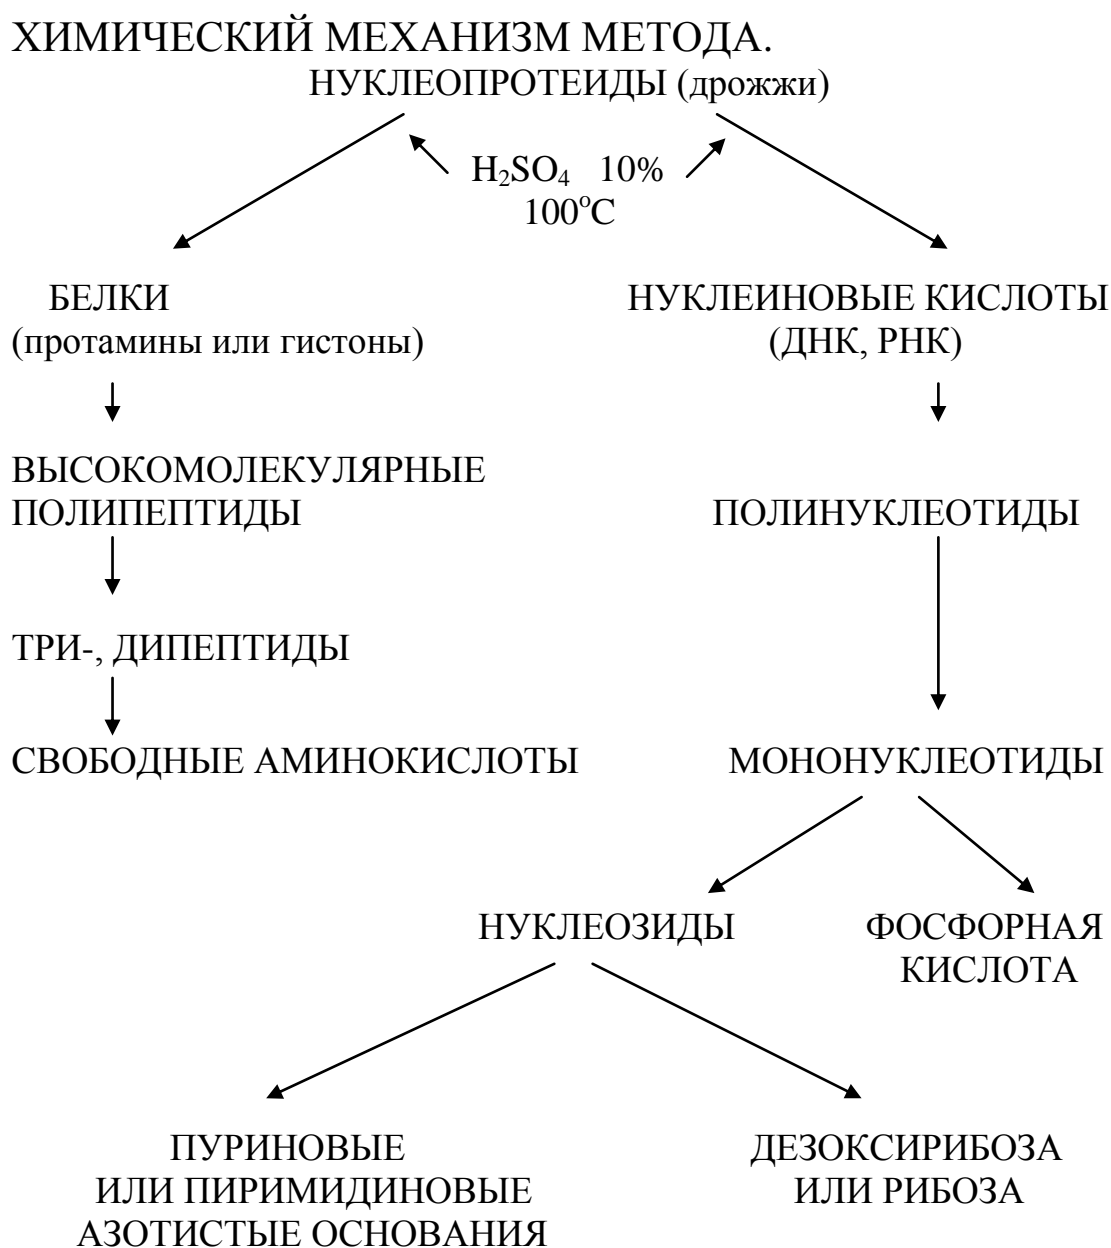 ХИМИЧЕСКИЙ МЕХАНИЗМ МЕТОДА.
НУКЛЕОПРОТЕИДЫ (дрожжи)
H₂SO₄ 10%
100°С
БЕЛКИ
(протамины или гистоны)
НУКЛЕИНОВЫЕ КИСЛОТЫ
(ДНК, РНК)
ВЫСОКОМОЛЕКУЛЯРНЫЕ
ПОЛИПЕПТИДЫ
ПОЛИНУКЛЕОТИДЫ
ТРИ-, ДИПЕПТИДЫ
СВОБОДНЫЕ АМИНОКИСЛОТЫ
МОНОНУКЛЕОТИДЫ
НУКЛЕОЗИДЫ
ФОСФОРНАЯ
КИСЛОТА
ПУРИНОВЫЕ
ИЛИ ПИРИМИДИНОВЫЕ
АЗОТИСТЫЕ ОСНОВАНИЯ
ДЕЗОКСИРИБОЗА
ИЛИ РИБОЗА